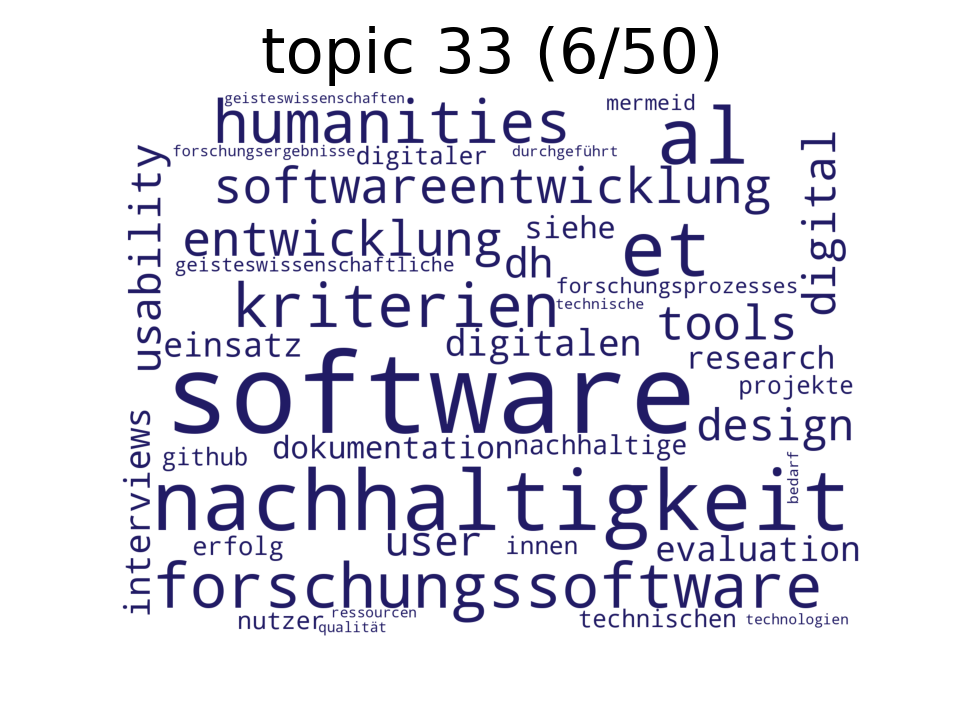 topic 33 (6/50)
geisteswissenschaften
mermeid
humanities
al
forschungsergebnisse
digitaler
durchgeführt
digital
usability
softwareentwicklung
entwicklung
siehe
et
geisteswissenschaftliche
dh
forschungsprozesses
kriterien
technische
tools
einsatz
digitalen
research
projekte
software
design
interviews
dokumentation
nachhaltige
github
bedarf
nachhaltigkeit
erfolg
user
innen
evaluation
forschungssoftware
nutzer
ressourcen
qualität
technischen
technologien